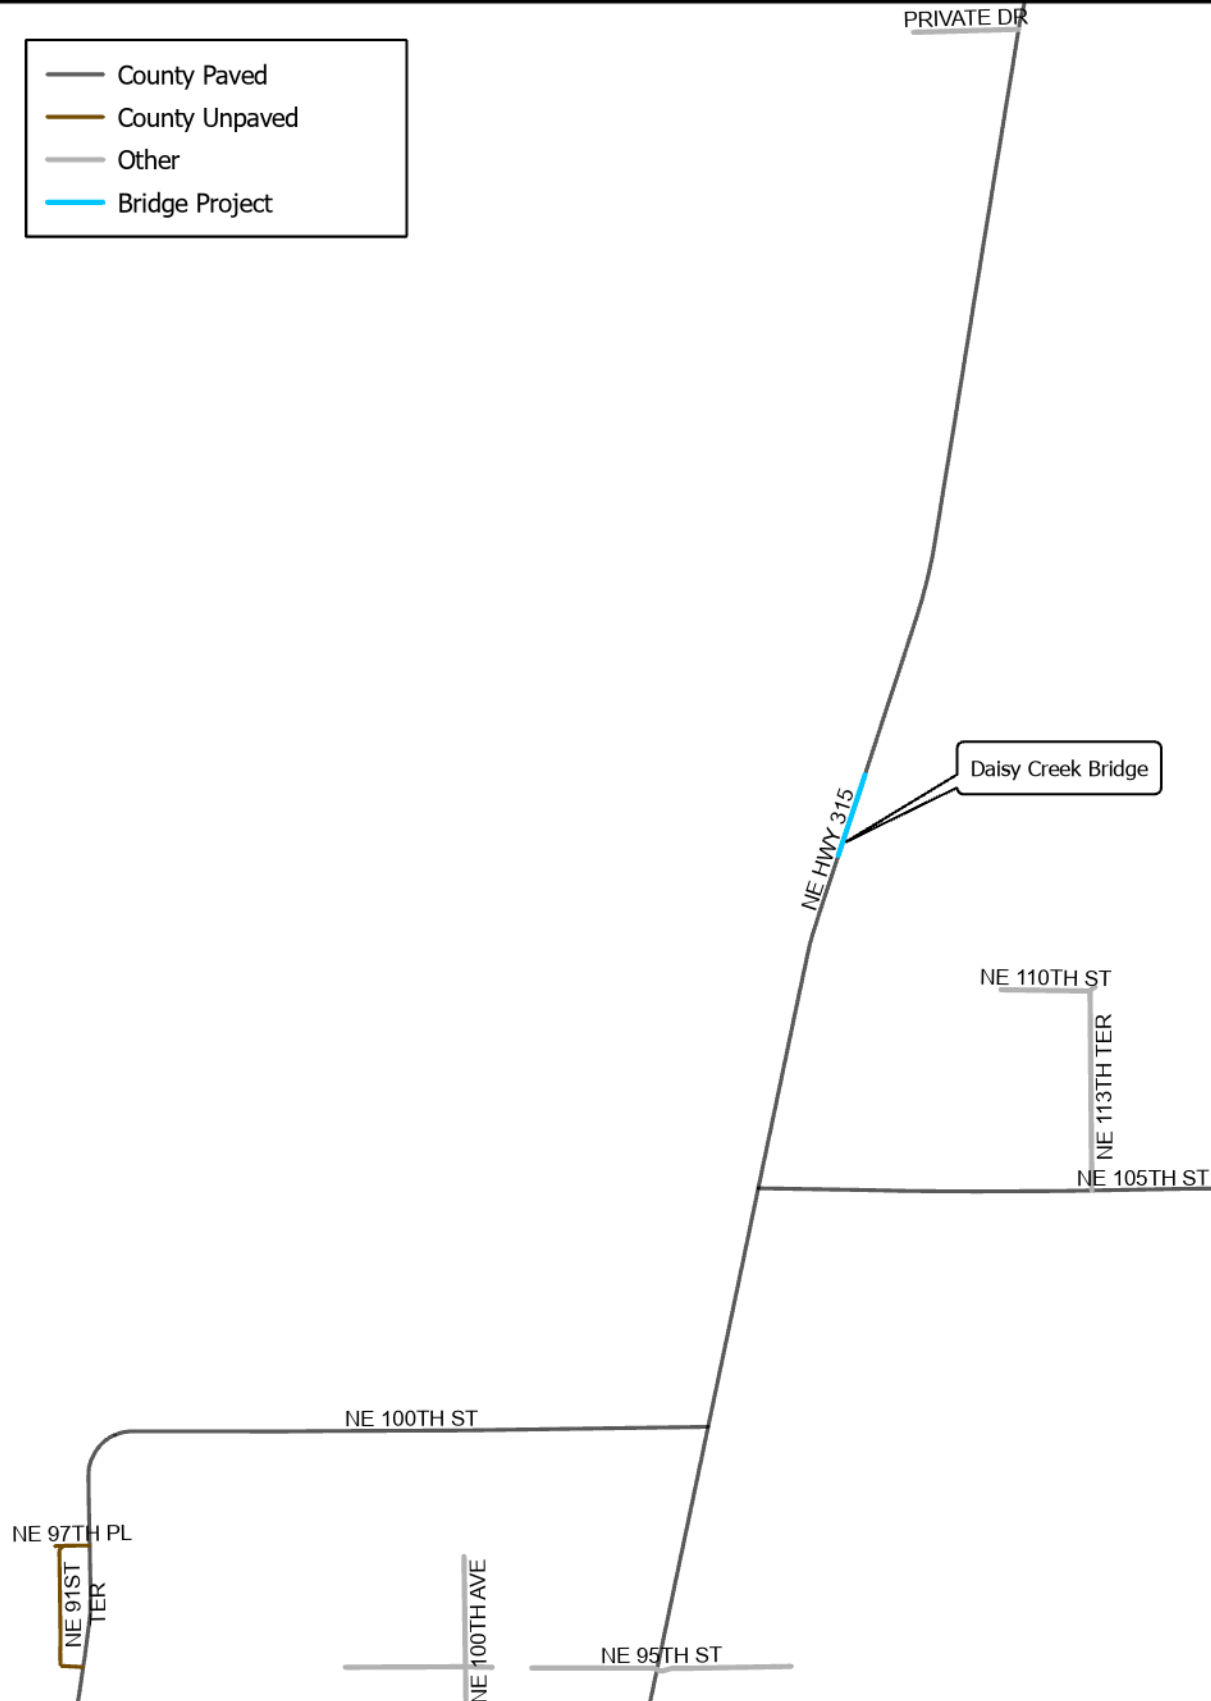 PRIVATE DR
County Paved
County Unpaved
Other
Bridge Project
Daisy Creek Bridge
NE HWY 315
NE 110TH ST
NE 113TH TER
NE 105TH ST
NE 100TH ST
NE 97TH PL
NE 91ST
TER
NE 100TH AVE
NE 95TH ST